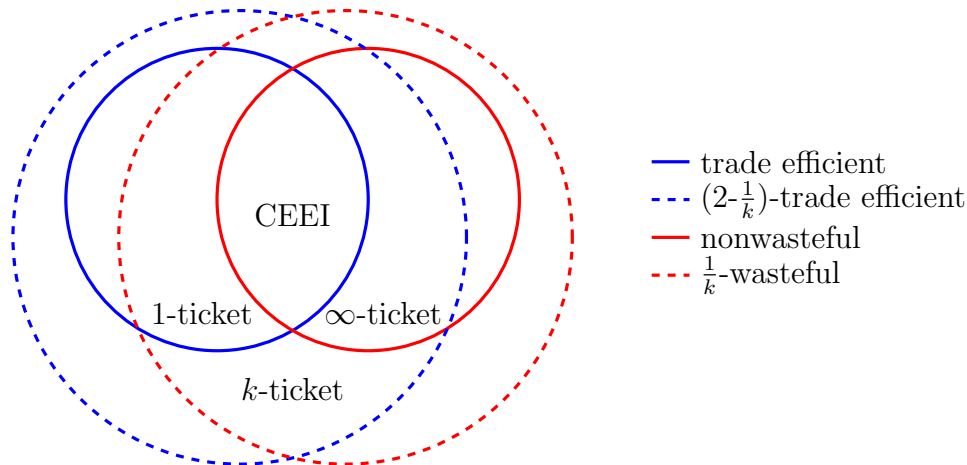 CEEI
1-ticket
∞-ticket
k-ticket
trade efficient
(2-1/k)-trade efficient
nonwasteful
1/k-wasteful